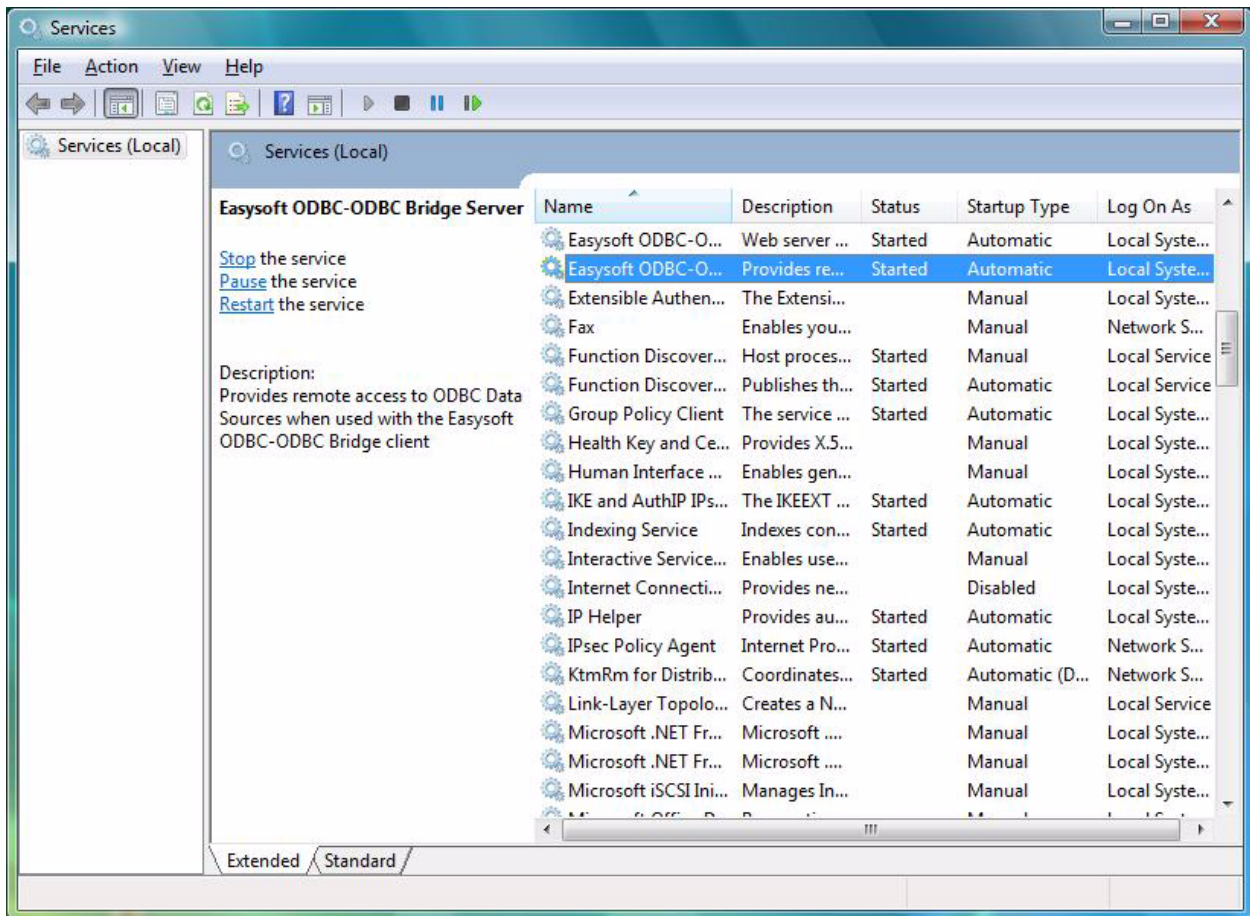 Services
File Action View Help
Services (Local)
Services (Local)
Easysoft ODBC-ODBC Bridge Server
Stop the service
Pause the service
Restart the service
Description:
Provides remote access to ODBC Data
Sources when used with the Easysoft
ODBC-ODBC Bridge client
Name Description Status Startup Type Log On As
Easysoft ODBC-O... Web server ... Started Automatic Local Syste...
Easysoft ODBC-O... Provides re... Started Automatic Local Syste...
Extensible Authen... The Extensi... Manual Local Syste...
Fax Enables you... Manual Network S...
Function Discover... Host proces... Started Manual Local Service
Function Discover... Publishes th... Started Automatic Local Service
Group Policy Client The service ... Started Automatic Local Syste...
Health Key and Ce... Provides X.5... Manual Local Syste...
Human Interface ... Enables gen... Manual Local Syste...
IKE and AuthIP IPs... The IKEEXT ... Started Automatic Local Syste...
Indexing Service Indexes con... Started Automatic Local Syste...
Interactive Service... Enables use... Manual Local Syste...
Internet Connecti... Provides ne... Disabled Local Syste...
IP Helper Provides au... Started Automatic Local Syste...
IPsec Policy Agent Internet Pro... Started Automatic Network S...
KtmRm for Distrib... Coordinates... Started Automatic (D... Network S...
Link-Layer Topolo... Creates a N... Manual Local Service
Microsoft .NET Fr... Microsoft .... Manual Local Syste...
Microsoft .NET Fr... Microsoft .... Manual Local Syste...
Microsoft iSCSI Ini... Manages In... Manual Local Syste...
Extended Standard